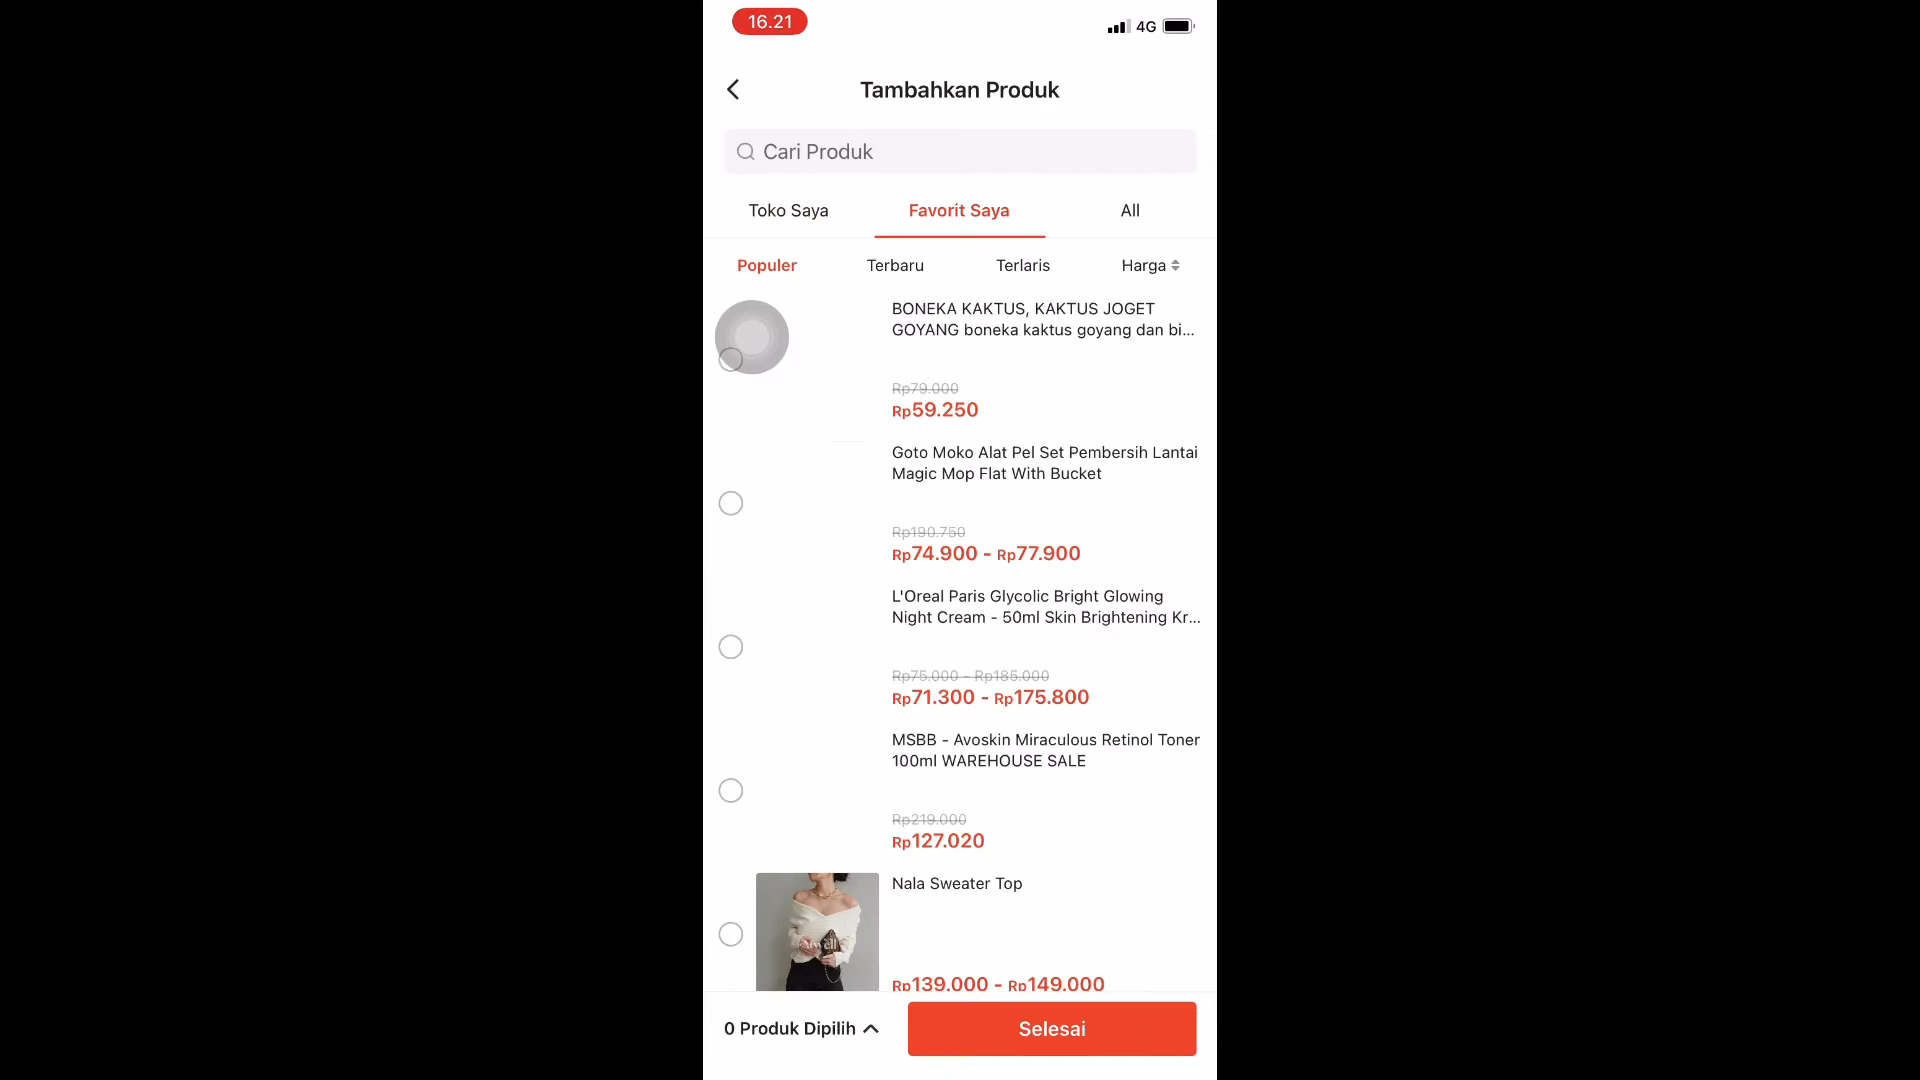 16.21
4G
Tambahkan Produk
Cari Produk
Toko Saya
Favorit Saya
All
Populer
Terbaru
Terlaris
Harga
BONEKA KAKTUS, KAKTUS JOGET
GOYANG boneka kaktus goyang dan bi...
Rp79.000
Rp59.250
Goto Moko Alat Pel Set Pembersih Lantai
Magic Mop Flat With Bucket
Rp190.750
Rp74.900 - Rp77.900
L'Oreal Paris Glycolic Bright Glowing
Night Cream - 50ml Skin Brightening Kr...
Rp75.000 - Rp185.000
Rp71.300 - Rp175.800
MSBB - Avoskin Miraculous Retinol Toner
100ml WAREHOUSE SALE
Rp219.000
Rp127.020
Nala Sweater Top
Rp139.000 - Rp149.000
0 Produk Dipilih
Selesai